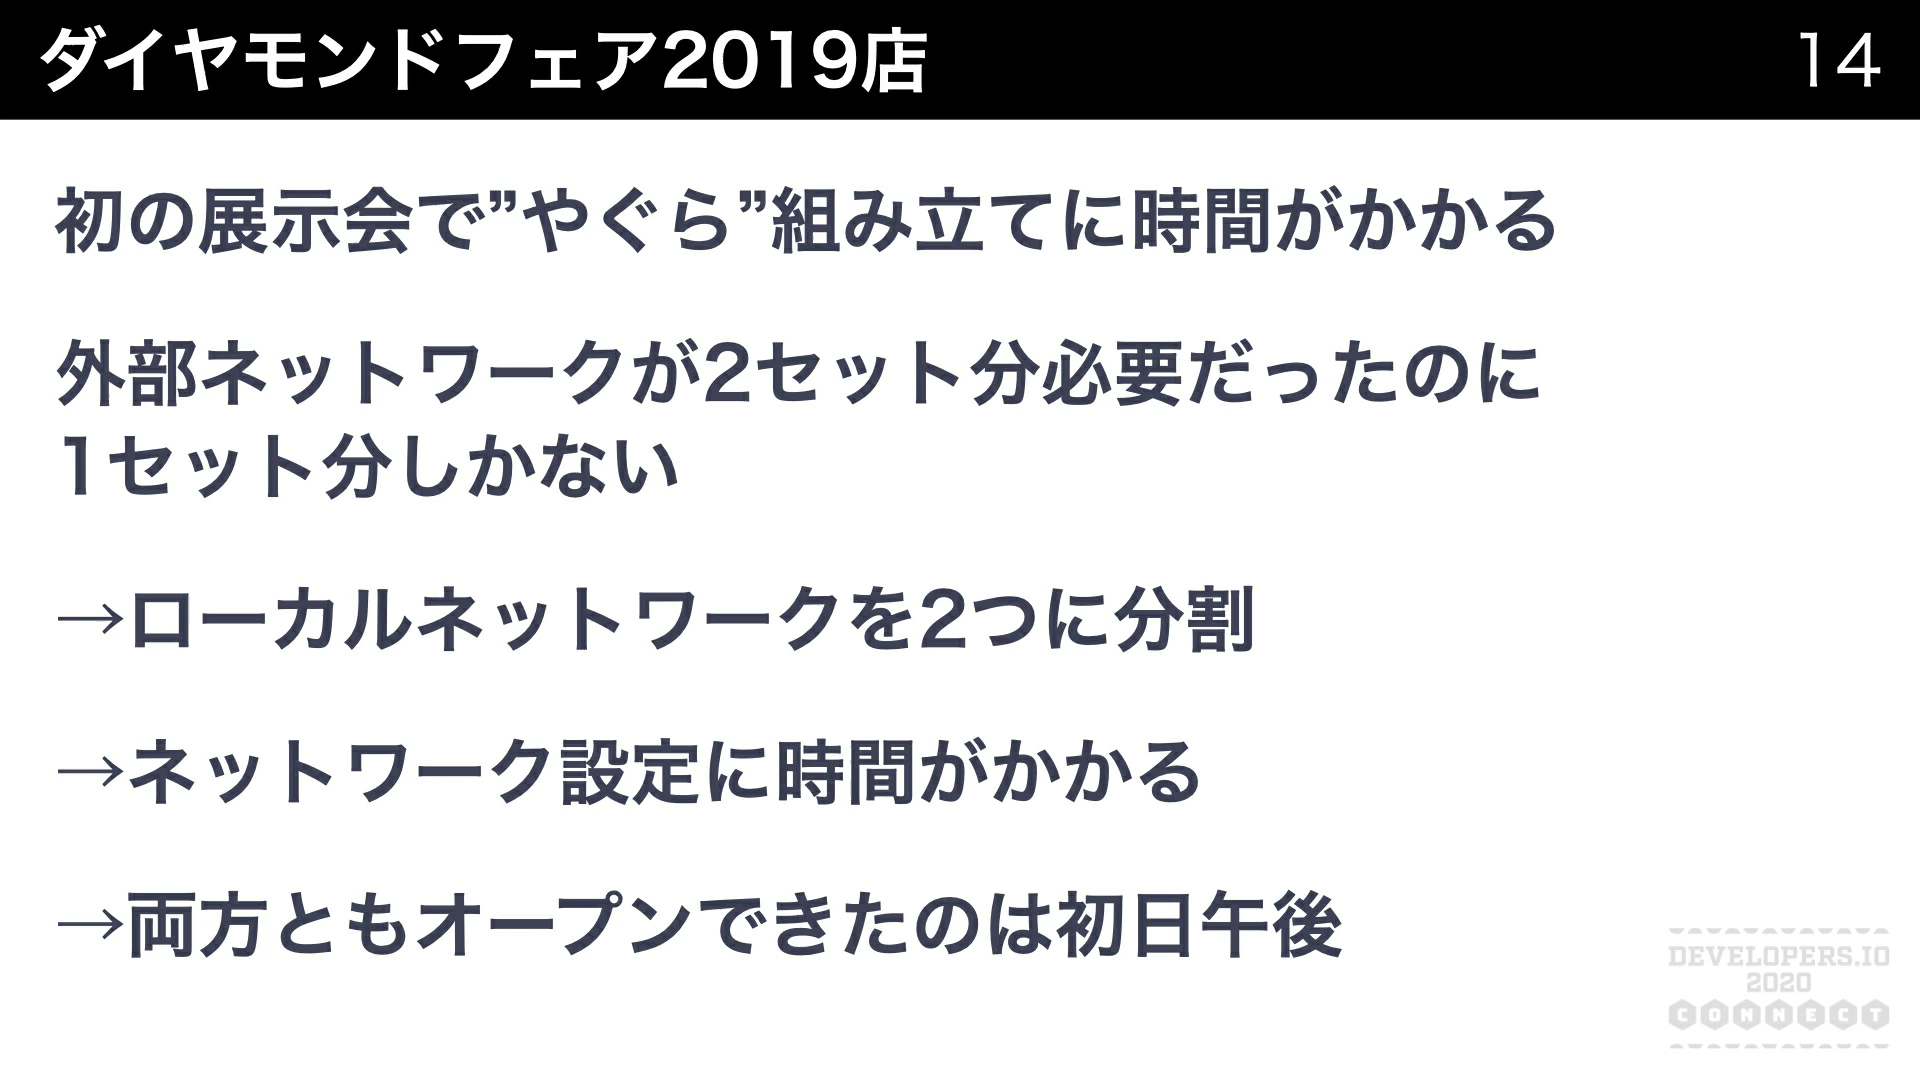 ダイヤモンドフェア2019店
14
初の展示会で”やぐら”組み立てに時間がかかる
外部ネットワークが2セット分必要だったのに
1セット分しかない
→ローカルネットワークを2つに分割
→ネットワーク設定に時間がかかる
→両方ともオープンできたのは初日午後
DEVELOPERS.IO
2020
CONNECT